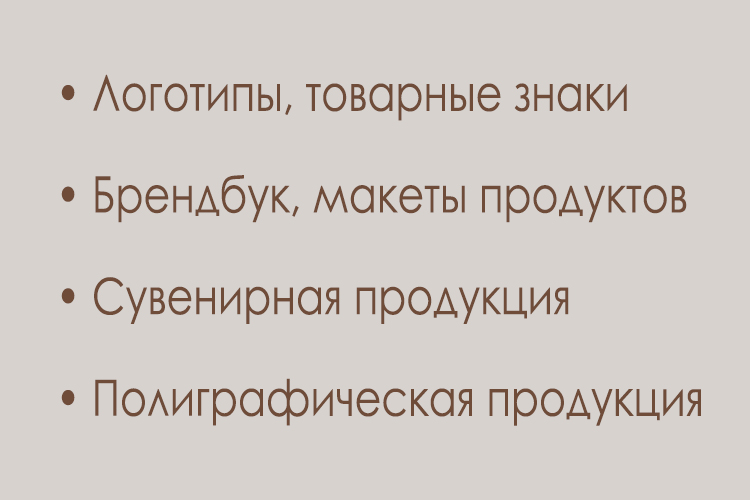 • Логотипы, товарные знаки
• Брендбук, макеты продуктов
• Сувенирная продукция
• Полиграфическая продукция